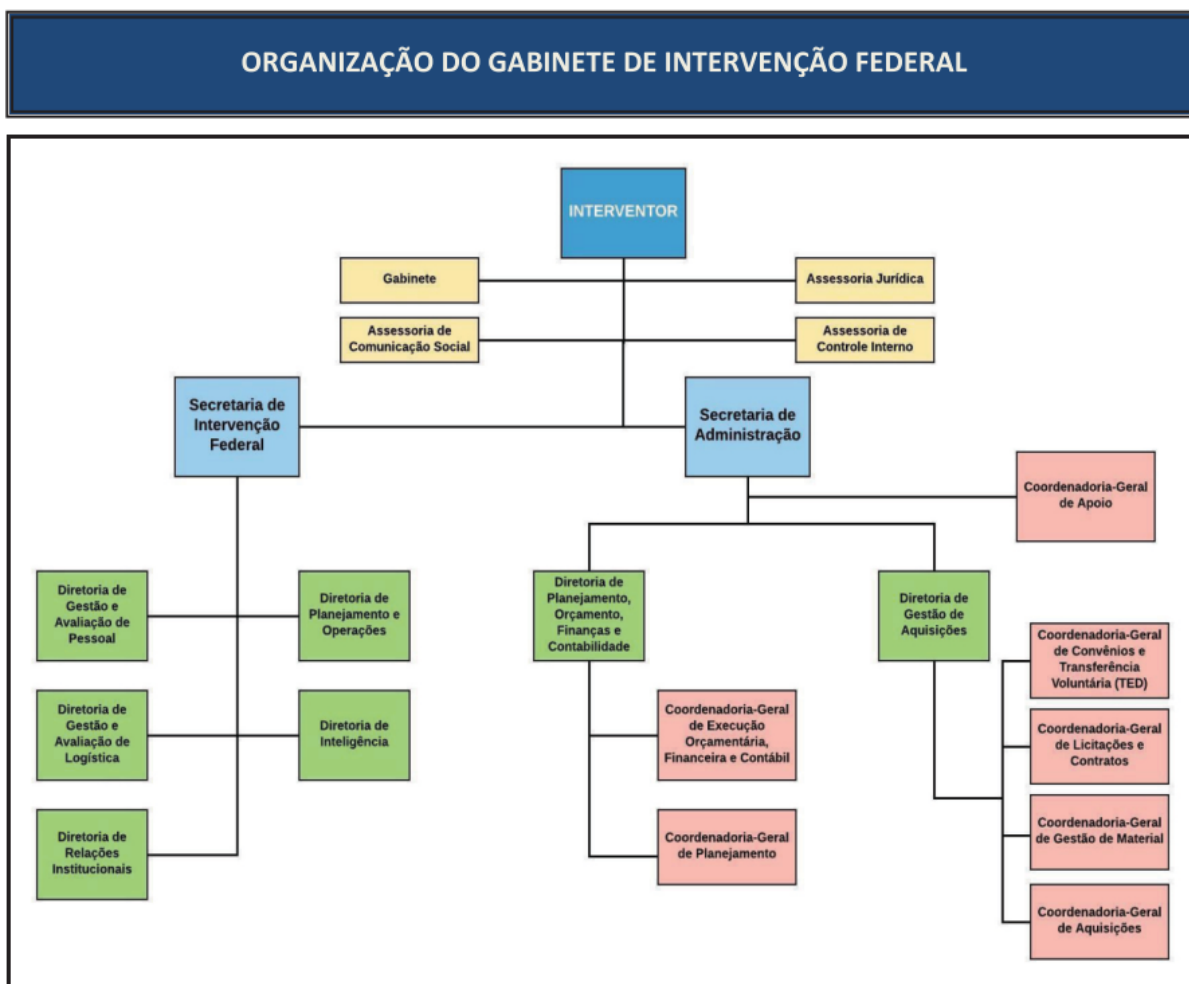 ORGANIZAÇÃO DO GABINETE DE INTERVENÇÃO FEDERAL
INTERVENTOR
Gabinete
Assessoria Jurídica
Assessoria de
Comunicação Social
Assessoria de
Controle Interno
Secretaria de
Intervenção
Federal
Secretaria de
Administração
Coordenadoria-Geral
de Apoio
Diretoria de
Gestão e
Avaliação de
Pessoal
Diretoria de
Planejamento e
Operações
Diretoria de
Planejamento,
Orçamento,
Finanças e
Contabilidade
Diretoria de
Gestão de
Aquisições
Coordenadoria-Geral
de Convênios e
Transferência
Voluntária (TED)
Diretoria de
Gestão e
Avaliação de
Logística
Diretoria de
Inteligência
Coordenadoria-Geral
de Execução
Orçamentária,
Financeira e Contábil
Coordenadoria-Geral
de Licitações e
Contratos
Diretoria de
Relações
Institucionais
Coordenadoria-Geral
de Planejamento
Coordenadoria-Geral
de Gestão de Material
Coordenadoria-Geral
de Aquisições